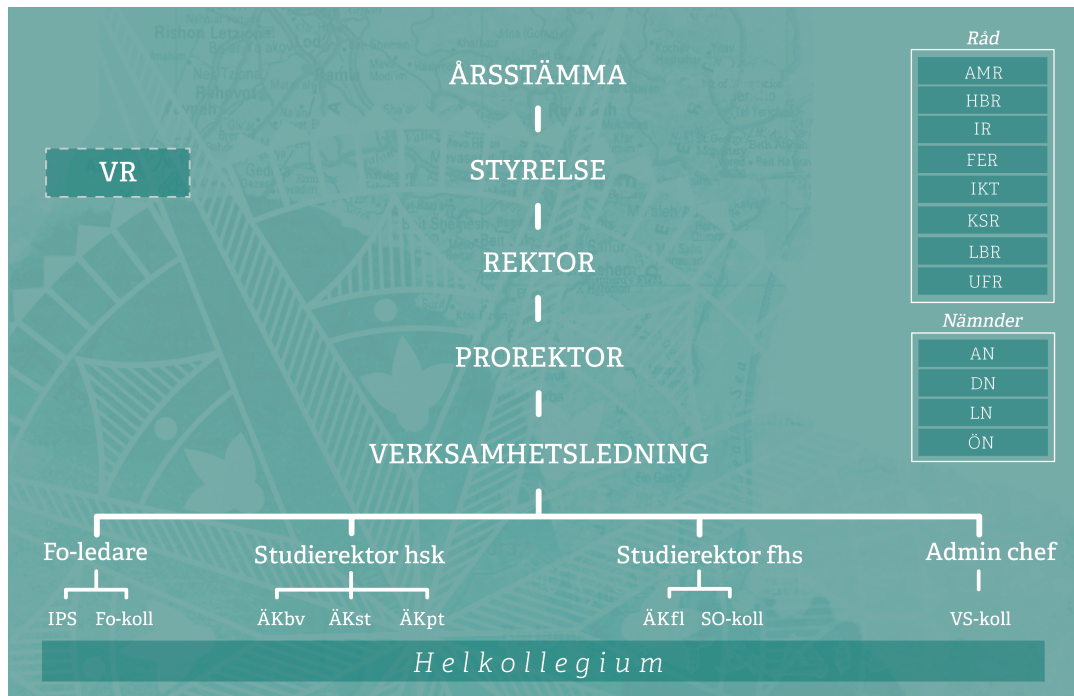 ÅRSSTÄMMA
STYRELSE
REKTOR
PROREKTOR
VERKSAMHETSLEDNING
VR
Råd
AMR
HBR
IR
FER
IKT
KSR
LBR
UFR
Nämnder
AN
DN
LN
ÖN
Fo-ledare
Studierektor hsk
Studierektor fhs
Admin chef
IPS Fo-koll
ÄKbv ÄKst ÄKpt
ÄKfl SO-koll
VS-koll
Helkollegium